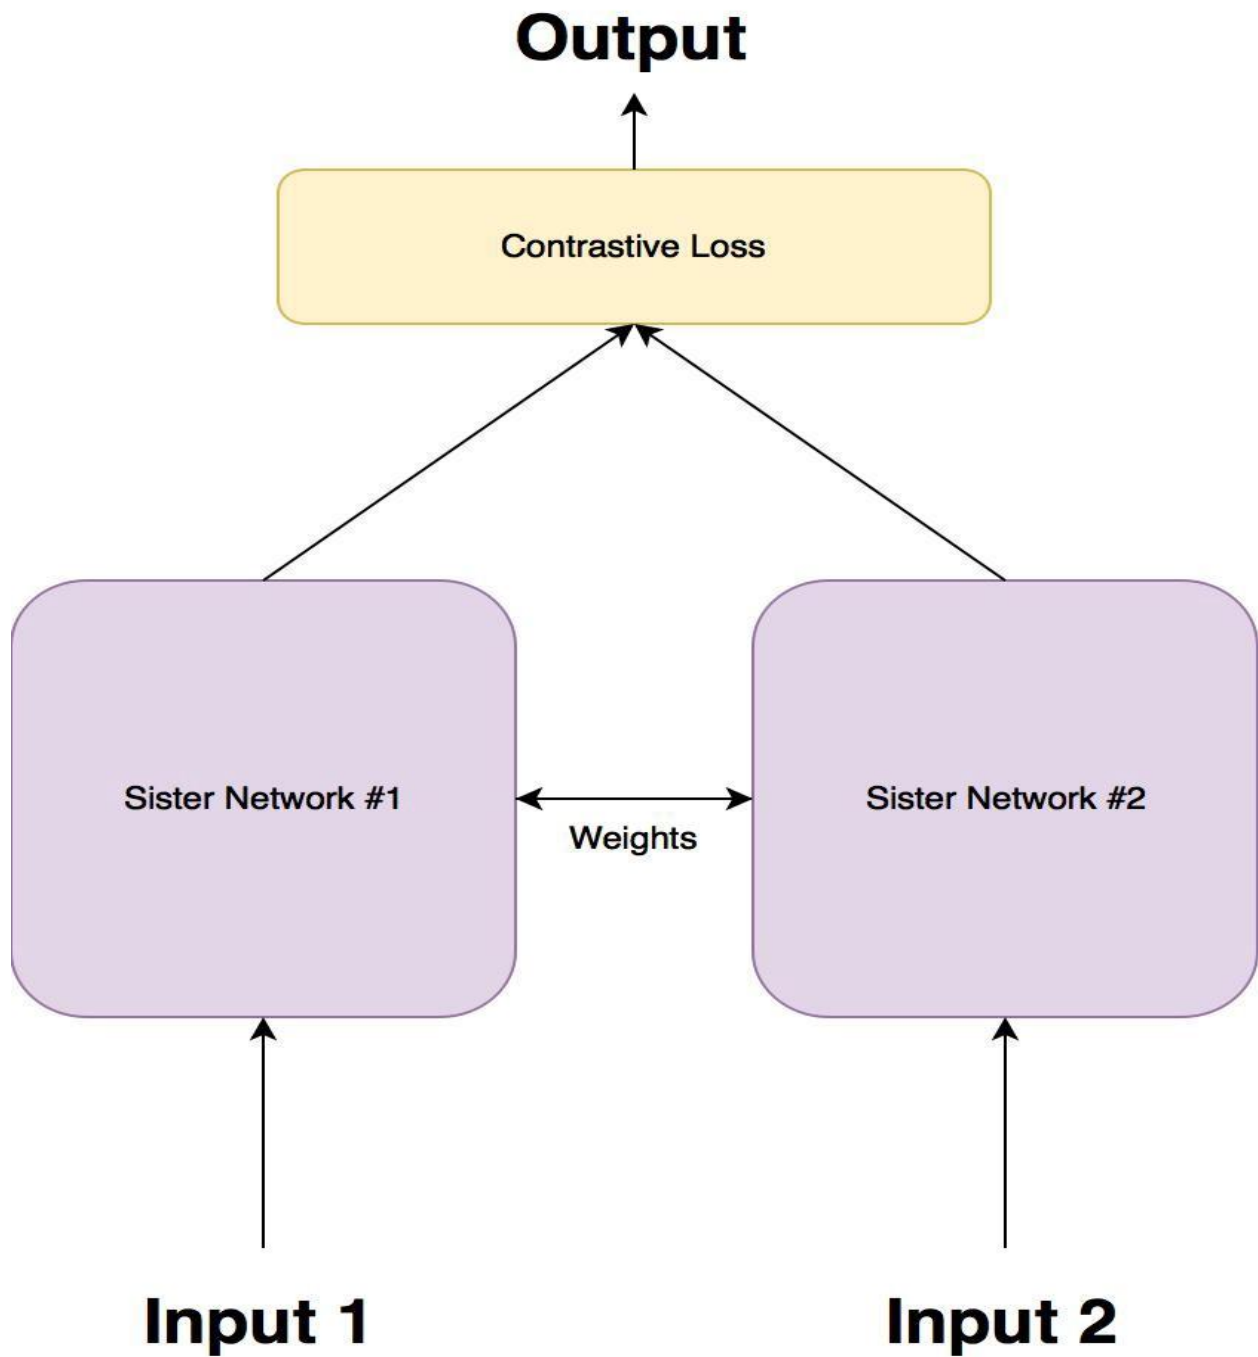 Output
Contrastive Loss
Sister Network #1
Weights
Sister Network #2
Input 1
Input 2